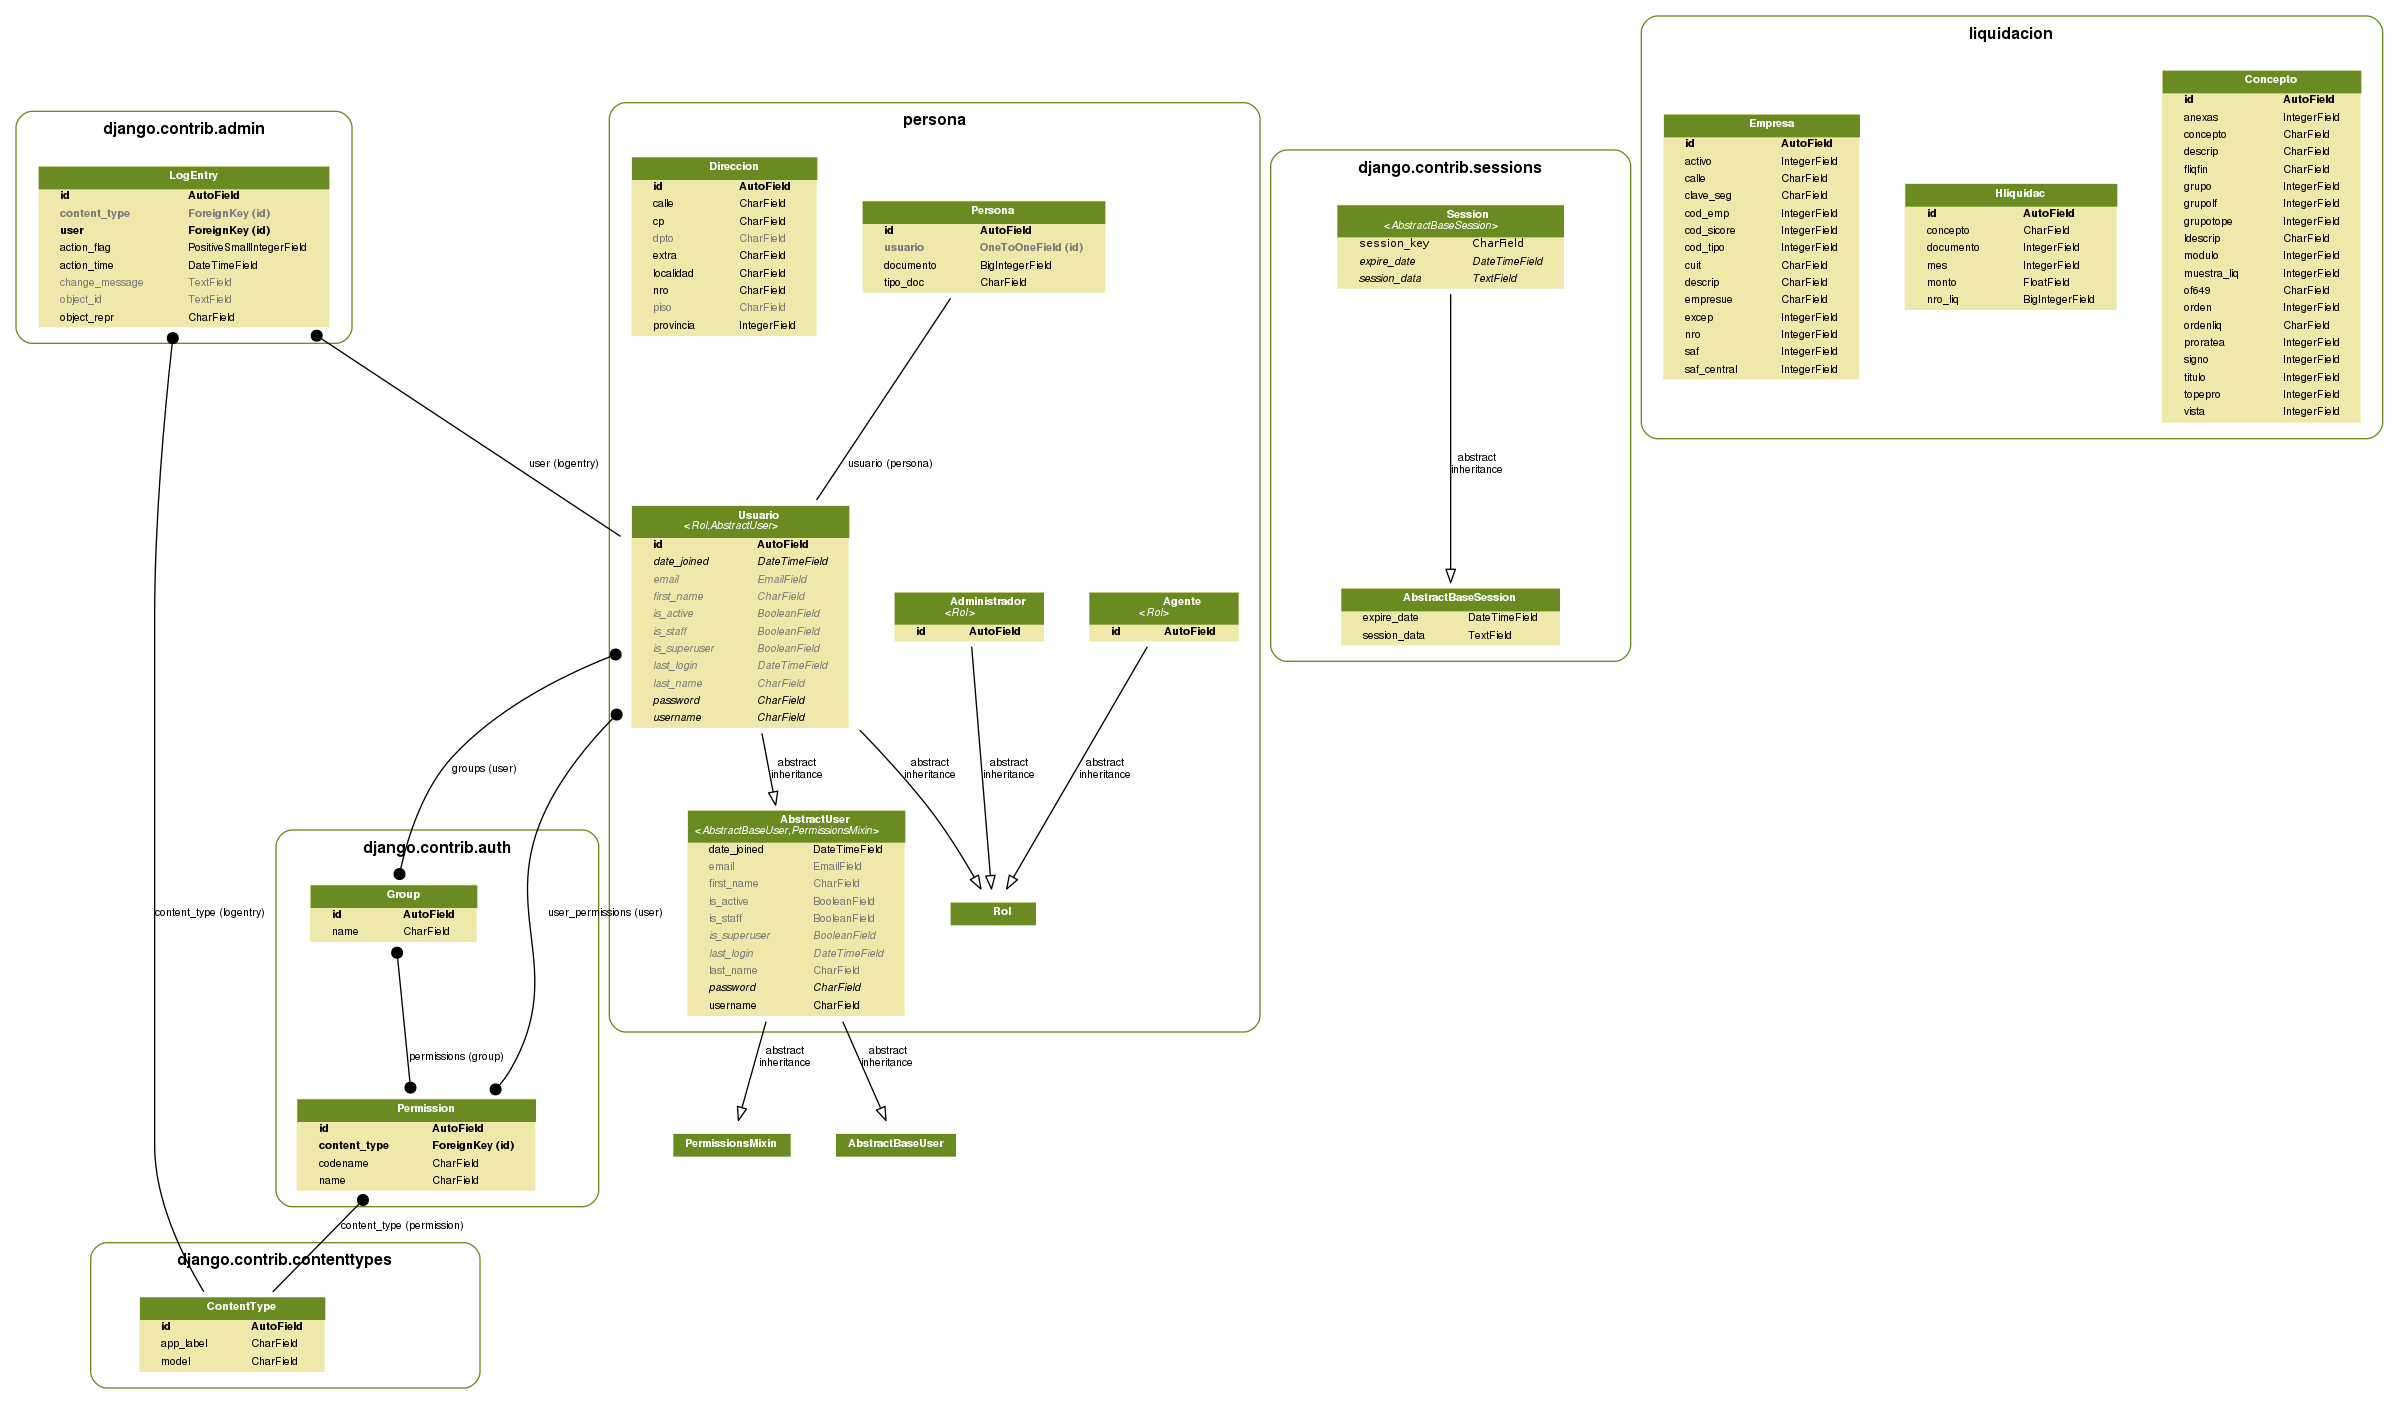 django.contrib.admin
LogEntry
id AutoField
content_type ForeignKey (id)
user ForeignKey (id)
action_flag PositiveSmallIntegerField
action_time DateTimeField
change_message TextField
object_id TextField
object_repr CharField
persona
Direccion
id AutoField
calle CharField
cp CharField
dpto CharField
extra CharField
localidad CharField
nro CharField
piso CharField
provincia IntegerField
Persona
id AutoField
usuario OneToOneField (id)
documento BigIntegerField
tipo_doc CharField
user (logentry)
usuario (persona)
Usuario
<Rol,AbstractUser>
id AutoField
date_joined DateTimeField
email EmailField
first_name CharField
is_active BooleanField
is_staff BooleanField
is_superuser BooleanField
last_login DateTimeField
last_name CharField
password CharField
username CharField
Administrador
<Rol>
id AutoField
Agente
<Rol>
id AutoField
abstract
inheritance
abstract
inheritance
abstract
inheritance
abstract
inheritance
AbstractUser
<AbstractBaseUser,PermissionsMixin>
date_joined DateTimeField
email EmailField
first_name CharField
is_active BooleanField
is_staff BooleanField
is_superuser BooleanField
last_login DateTimeField
last_name CharField
password CharField
username CharField
Rol
abstract
inheritance
abstract
inheritance
PermissionsMixin
AbstractBaseUser
django.contrib.sessions
Session
<AbstractBaseSession>
session_key CharField
expire_date DateTimeField
session_data TextField
abstract
inheritance
AbstractBaseSession
expire_date DateTimeField
session_data TextField
liquidacion
Empresa
id AutoField
activo IntegerField
calle CharField
clave_seg CharField
cod_emp IntegerField
cod_sicore IntegerField
cod_tipo IntegerField
cuit CharField
descrip CharField
empresue CharField
excep IntegerField
nro IntegerField
saf IntegerField
saf_central IntegerField
Hliquidac
id AutoField
concepto CharField
documento IntegerField
mes IntegerField
monto FloatField
nro_liq BigIntegerField
Concepto
id AutoField
anexas IntegerField
concepto CharField
descrip CharField
fliqfin CharField
grupo IntegerField
grupolf IntegerField
grupotope IntegerField
ldescrip CharField
modulo IntegerField
muestra_liq IntegerField
of649 CharField
orden IntegerField
ordenliq CharField
proratea IntegerField
signo IntegerField
titulo IntegerField
topepro IntegerField
vista IntegerField
groups (user)
django.contrib.auth
Group
id AutoField
name CharField
content_type (logentry)
user_permissions (user)
permissions (group)
Permission
id AutoField
content_type ForeignKey (id)
codename CharField
name CharField
content_type (permission)
django.contrib.contenttypes
ContentType
id AutoField
app_label CharField
model CharField